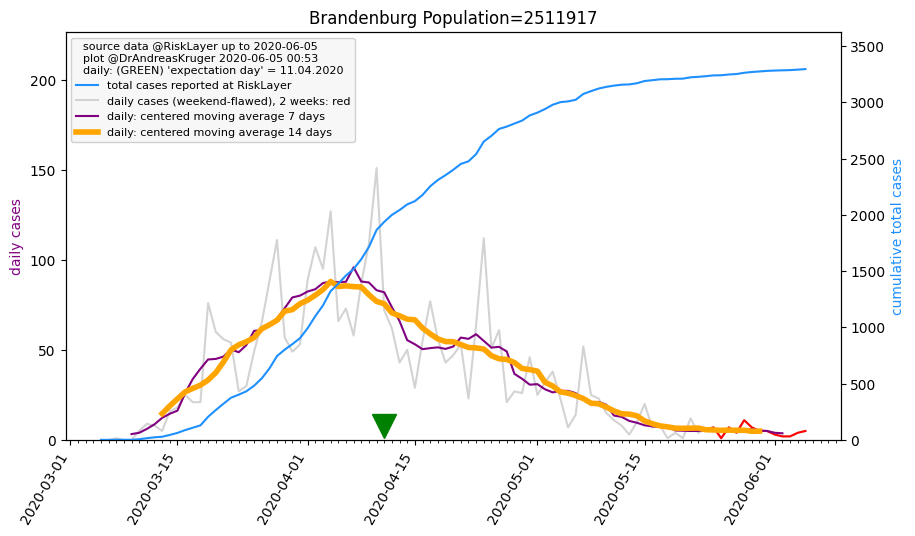 Brandenburg Population=2511917
source data @RiskLayer up to 2020-06-05
plot @DrAndreasKruger 2020-06-05 00:53
daily: (GREEN) 'expectation day' = 11.04.2020
total cases reported at RiskLayer
daily cases (weekend-flawed), 2 weeks: red
daily: centered moving average 7 days
daily: centered moving average 14 days
daily cases
200
150
100
50
0
cumulative total cases
3500
3000
2500
2000
1500
1000
500
0
2020-03-01
2020-03-15
2020-04-01
2020-04-15
2020-05-01
2020-05-15
2020-06-01